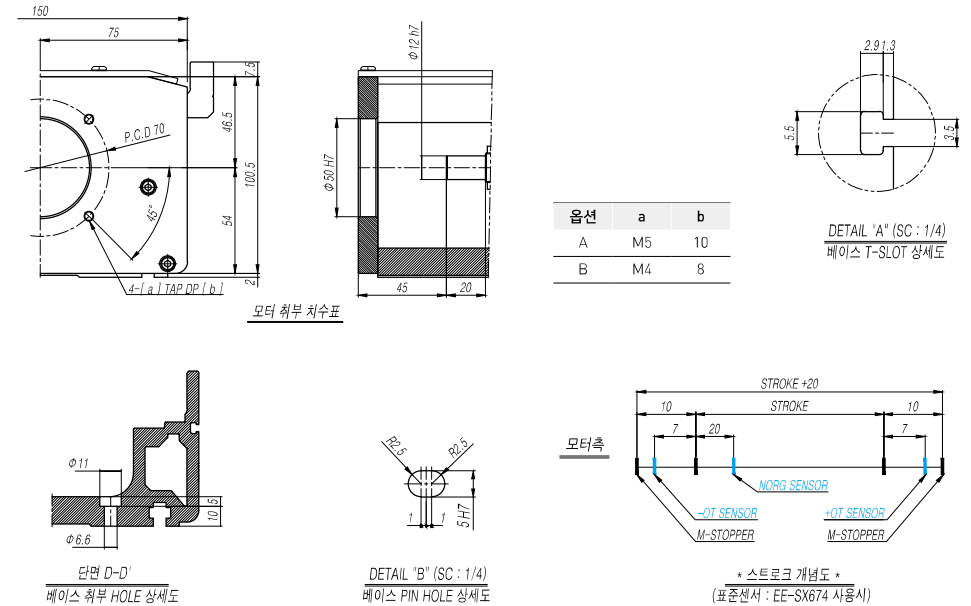 150
75
7.5
46.5
100.5
54
2
P.C.D 70
45°
4-[ a ] TAP DP [ b ]
Φ12 h7
Φ50 H7
45
20
모터 취부 치수표
옵션 a b
A M5 10
B M4 8
2.9 1.3
5.5
3.5
DETAIL "A" (SC : 1/4)
베이스 T-SLOT 상세도
Φ11
Φ6.6
5
10
단면 D-D'
베이스 취부 HOLE 상세도
R2.5 R2.5
1 1
5 H7
DETAIL "B" (SC : 1/4)
베이스 PIN HOLE 상세도
STROKE +20
10 STROKE 10
7 20 7
모터측
NORG SENSOR
-OT SENSOR +OT SENSOR
M-STOPPER M-STOPPER
* 스트로크 개념도 *
(표준센서 : EE-SX674 사용시)